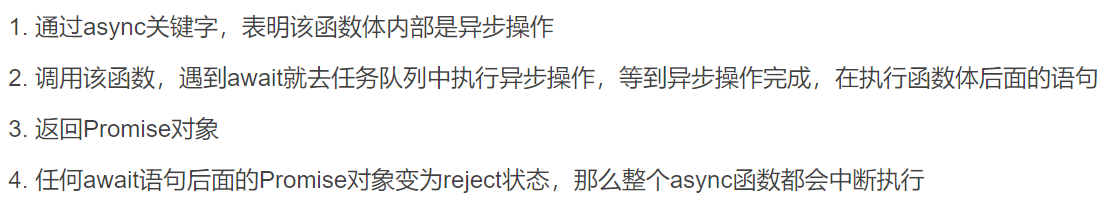 1. 通过async关键字，表明该函数体内部是异步操作
2. 调用该函数，遇到await就去任务队列中执行异步操作，等到异步操作完成，在执行函数体后面的语句
3. 返回Promise对象
4. 任何await语句后面的Promise对象变为reject状态，那么整个async函数都会中断执行